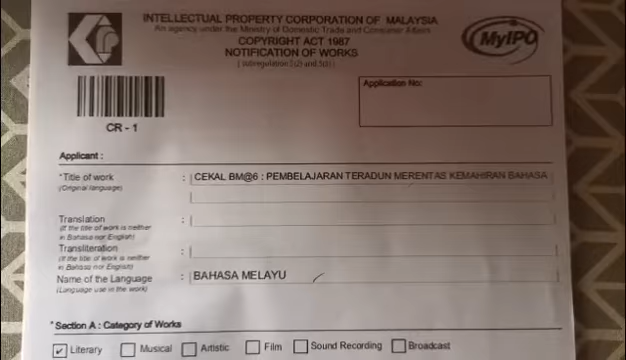 INTELLECTUAL PROPERTY CORPORATION OF MALAYSIA
An agency under the Ministry of Domestic Trade and Consumer Affairs
COPYRIGHT ACT 1987
NOTIFICATION OF WORKS
MyIPO
Application No:
CR - 1
Applicant :
*Title of work : CEKAL BM@6 : PEMBELAJARAN TERADUN MERENTAS KEMAHIRAN BAHASA
(Original language)
Translation :
(If the title of work is neither
in Bahasa nor English)
Transliteration :
(If the title of work is neither
in Bahasa nor English)
Name of the Language : BAHASA MELAYU
(Language use in the work)
*Section A : Category of Works
✓ Literary Musical Artistic Film Sound Recording Broadcast